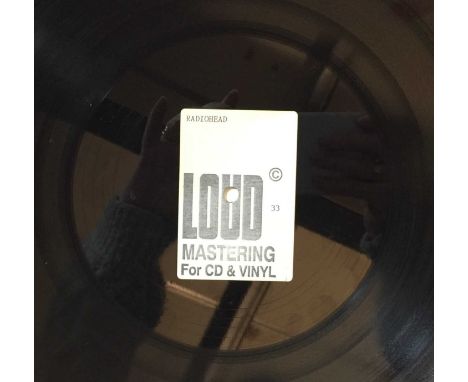 RADIOHEAD
LOUD ©
33
MASTERING
For CD & VINYL